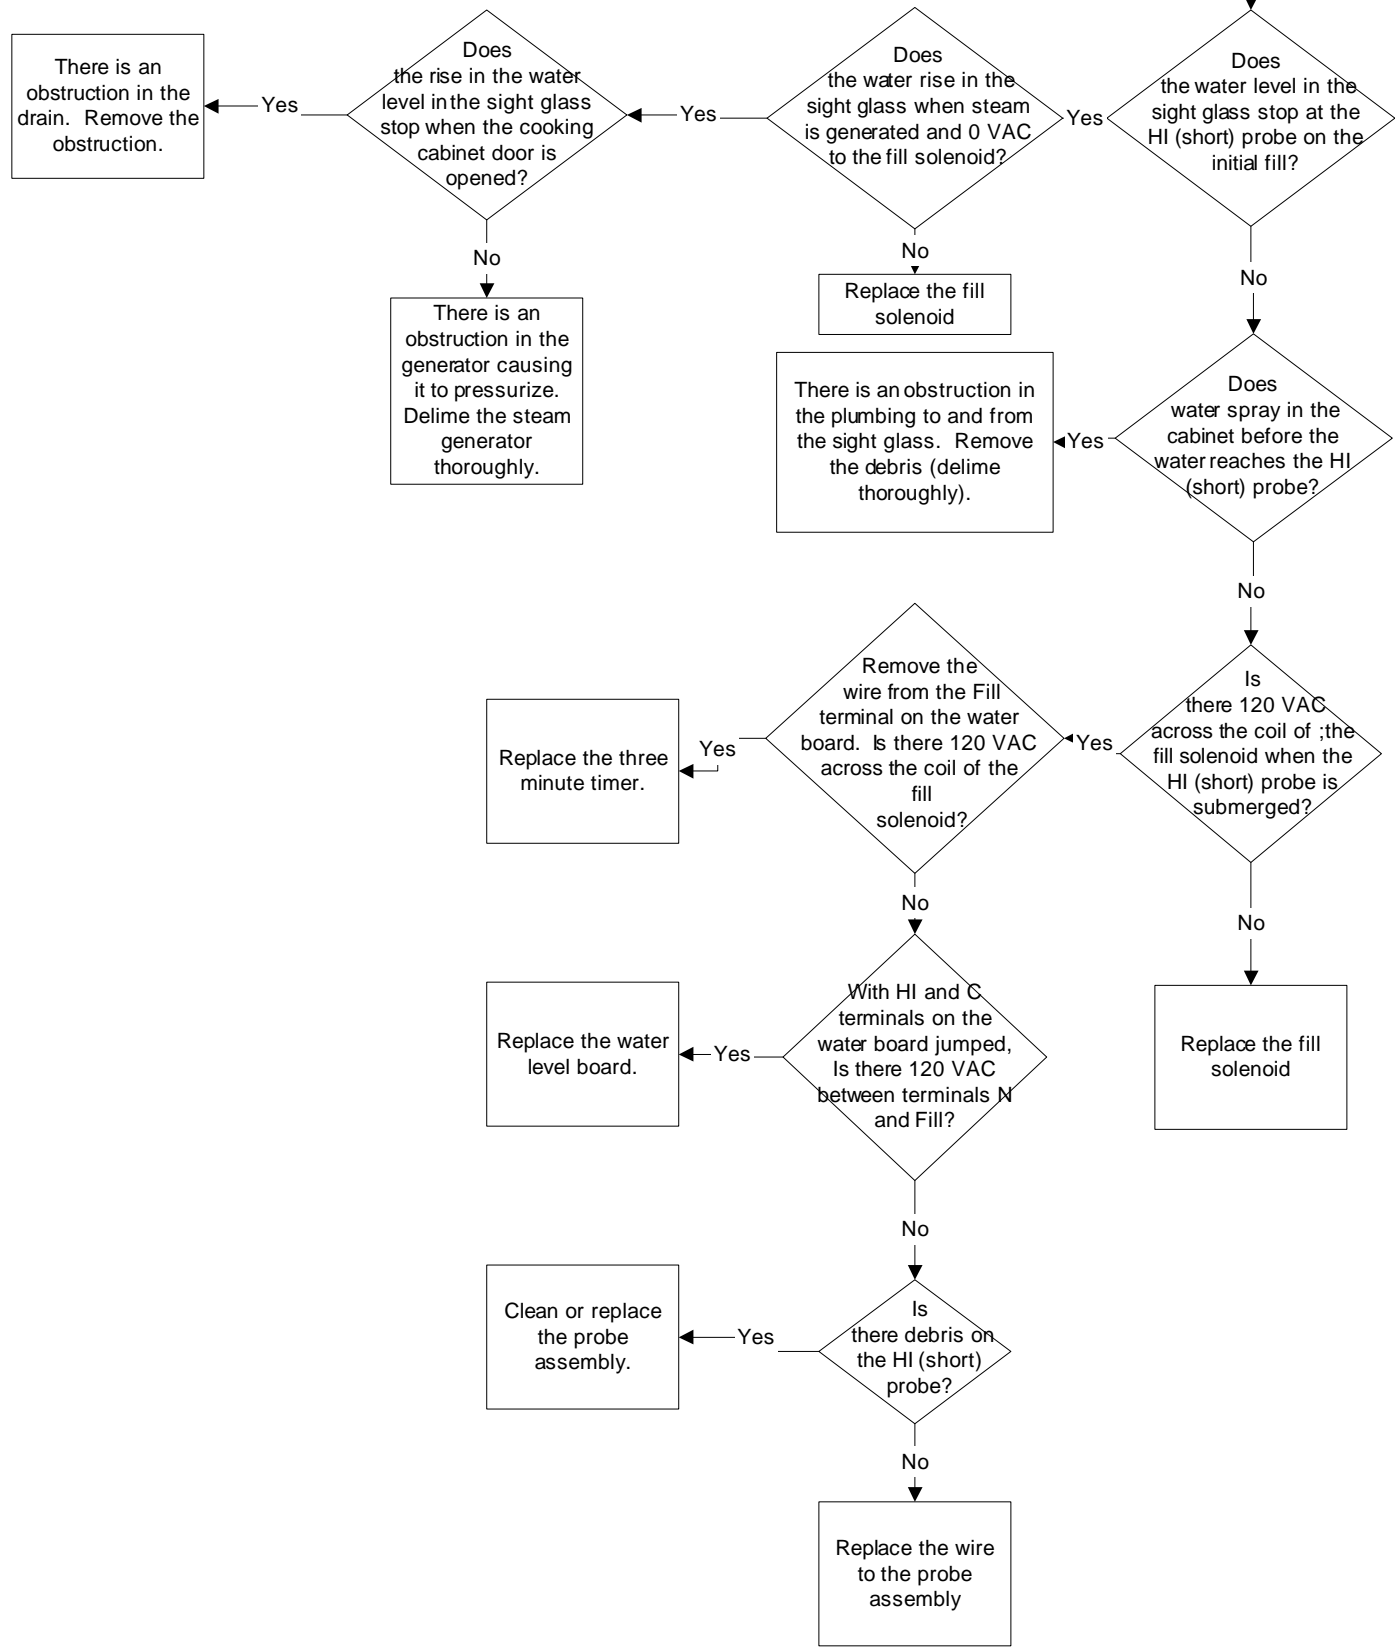 There is an
obstruction in the
drain. Remove the
obstruction.
Yes
Does
the rise in the water
level in the sight glass
stop when the cooking
cabinet door is
opened?
Yes
Does
the water rise in the
sight glass when steam
is generated and 0 VAC
to the fill solenoid?
Yes
Does
the water level in the
sight glass stop at the
HI (short) probe on the
initial fill?
No
There is an
obstruction in the
generator causing
it to pressurize.
Delime the steam
generator
thoroughly.
No
Replace the fill
solenoid
No
There is an obstruction in
the plumbing to and from
the sight glass. Remove
the debris (delime
thoroughly).
Yes
Does
water spray in the
cabinet before the
water reaches the HI
(short) probe?
No
Replace the three
minute timer.
Yes
Remove the
wire from the Fill
terminal on the water
board. Is there 120 VAC
across the coil of the
fill
solenoid?
Yes
Is
there 120 VAC
across the coil of ;the
fill solenoid when the
HI (short) probe is
submerged?
No
No
Replace the water
level board.
Yes
With HI and C
terminals on the
water board jumped,
Is there 120 VAC
between terminals N
and Fill?
Replace the fill
solenoid
No
Clean or replace
the probe
assembly.
Yes
Is
there debris on
the HI (short)
probe?
No
Replace the wire
to the probe
assembly